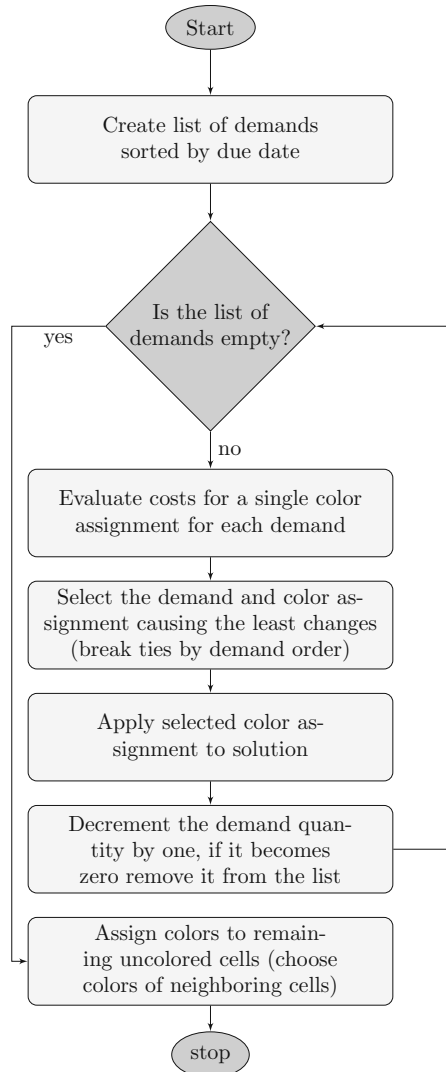 Start
Create list of demands
sorted by due date
Is the list of
demands empty?
yes
no
Evaluate costs for a single color
assignment for each demand
Select the demand and color as-
signment causing the least changes
(break ties by demand order)
Apply selected color as-
signment to solution
Decrement the demand quan-
tity by one, if it becomes
zero remove it from the list
Assign colors to remain-
ing uncolored cells (choose
colors of neighboring cells)
stop